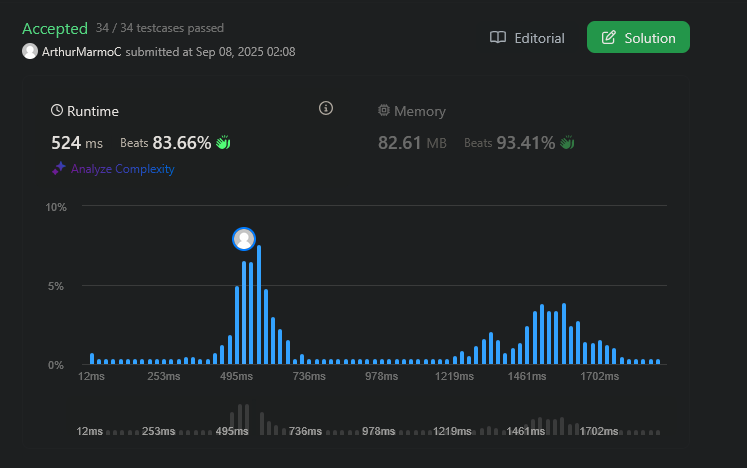 Accepted 34 / 34 testcases passed
ArthurMarmoC submitted at Sep 08, 2025 02:08
Editorial
Solution
Runtime
524 ms Beats 83.66%
Analyze Complexity
Memory
82.61 MB Beats 93.41%
10%
5%
0%
12ms 253ms 495ms 736ms 978ms 1219ms 1461ms 1702ms
12ms 253ms 495ms 736ms 978ms 1219ms 1461ms 1702ms